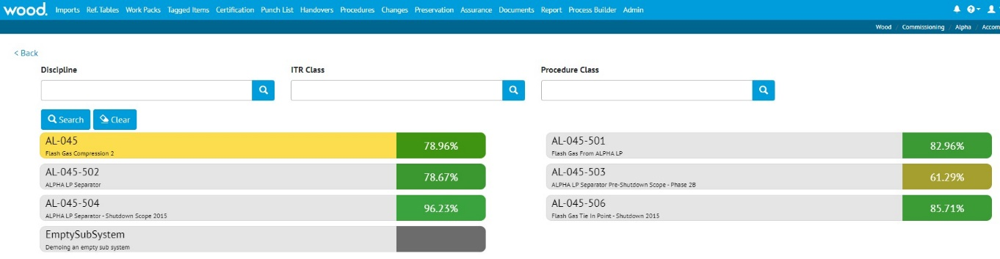 wood. Imports Ref. Tables Work Packs Tagged Items Certification Punch List Handovers Procedures Changes Preservation Assurance Documents Report Process Builder Admin
Wood / Commissioning / Alpha / Accom
< Back
Discipline ITR Class Procedure Class
Search Clear
AL-045
Flash Gas Compression 2
78.96%
AL-045-501
Flash Gas From ALPHA LP
82.96%
AL-045-502
ALPHA LP Separator
78.67%
AL-045-503
ALPHA LP Separator Pre-Shutdown Scope - Phase 2B
61.29%
AL-045-504
ALPHA LP Separator - Shutdown Scope 2015
96.23%
AL-045-506
Flash Gas Tie In Point - Shutdown 2015
85.71%
EmptySubSystem
Demoing an empty sub system